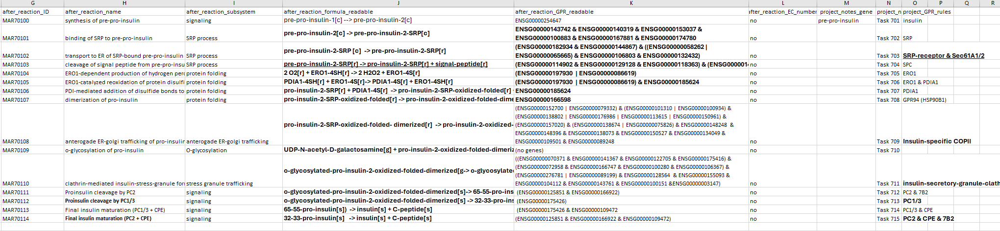 G H I J K L M N O P Q R
after_reaction_ID after_reaction_name after_reaction_subsystem after_reaction_formula_readable after_reaction_GPR_readable after_reaction_EC_number project_notes_gene project_n project_GPR_rules
MAR70100 synthesis of pre-pro-insulin signaling pre-pro-insulin-1[c] --> pre-pro-insulin-2[c] ENSG00000254647 no pre-pro-insulin Task 701 insulin
ENSG00000143742 & ENSG00000140319 & ENSG00000153037 &
MAR70101 binding of SRP to pre-pro-insulin SRP process pre-pro-insulin-2[c] -> pre-pro-insulin-2-SRP[c] ENSG00000100883 & ENSG00000167881 & ENSG00000174780 no Task 702 SRP
(ENSG00000182934 & ENSG00000144867) & ((ENSG00000058262 |
MAR70102 transport to ER of SRP-bound pre-pro-insulin SRP process pre-pro-insulin-2-SRP [c] -> pre-pro-insulin-2-SRP[r] ENSG00000065665) & ENSG00000106803 & ENSG00000132432) no Task 703 SRP-receptor & Sec61A1/2
MAR70103 cleavage of signal peptide from pre-pro-insu SRP process pre-pro-insulin-2-SRP[r] -> pro-insulin-2-SRP[r] + signal-peptide[r] (ENSG00000114902 & ENSG00000129128 & ENSG00000118363) & (ENSG0000014 no Task 704 SPC
MAR70104 ERO1-dependent production of hydrogen perc protein folding 2 O2[r] + ERO1-4SH[r] -> 2 H2O2 + ERO1-4S[r] (ENSG00000197930 | ENSG00000086619) no Task 705 ERO1
MAR70105 ERO1-catalyzed reoxidation of protein disulfi protein folding PDIA1-4SH[r] + ERO1-4S[r]-> PDIA1-4S[r] + ERO1-4SH[r] (ENSG00000197930 | ENSG00000086619) & ENSG00000185624 no Task 706 ERO1 & PDIA1
MAR70106 PDI-mediated addition of disulfide bonds to protein folding pro-insulin-2-SRP[r] + PDIA1-4S[r] -> pro-insulin-2-SRP-oxidized-folded[r] ENSG00000185624 no Task 707 PDIA1
MAR70107 dimerization of pro-insulin protein folding pro-insulin-2-SRP-oxidized-folded[r] -> pro-insulin-2-oxidized-folded-dime ENSG00000166598 no Task 708 GPR94 (HSP90B1)
(ENSG00000152700 | ENSG00000079332) & (ENSG00000101310 | ENSG00000100934) &
(ENSG00000138802 | ENSG00000176986 | ENSG00000113615 | ENSG00000150961) &
pro-insulin-2-SRP-oxidized-folded- dimerized[r] -> pro-insulin-2-oxidized- (ENSG00000157020) & (ENSG00000138674 | ENSG00000075826) & ENSG00000148248 &
ENSG00000148396 & ENSG00000138073 & ENSG00000150527 & ENSG00000134049 &
MAR70108 anterograde ER-golgi trafficking of pro-insulin anterograde ER-golgi trafficking ENSG00000109501 & ENSG00000089248 no Task 709 Insulin-specific COPII
MAR70109 o-glycosylation of pro-insulin O-glycosylation UDP-N-acetyl-D-galactosamine[g] + pro-insulin-2-oxidized-folded-dimeriz (no genes) no Task 710
((ENSG00000070371 & ENSG00000141367 & ENSG00000122705 & ENSG00000175416) &
(ENSG00000072958 & ENSG00000166747 & ENSG00000100280 & ENSG00000106367) &
o-glycosylated-pro-insulin-2-oxidized-folded-dimerized[g-> o-glycosylate (ENSG00000276781 | ENSG00000089199) & ENSG00000128564 & ENSG00000155093 &
MAR70110 clathrin-mediated insulin-stress-granule for stress granule trafficking ENSG00000104112 & ENSG00000143761 & ENSG00000100151 &ENSG00000003147) no Task 711 insulin-secretory-granule-clath
MAR70111 Proinsulin cleavage by PC2 signaling o-glycosylated-pro-insulin-2-oxidized-folded-dimerized[s]-> 65-55-pro-ins (ENSG00000125851 & ENSG00000166922) no Task 712 PC2 & 7B2
MAR70112 Proinsulin cleavage by PC1/3 signaling o-glycosylated-pro-insulin-2-oxidized-folded-dimerized[s] -> 32-33-pro-ins (ENSG00000175426) no Task 713 PC1/3
MAR70113 Final insulin maturation (PC1/3 + CPE) signaling 65-55-pro-insulin[s]) -> insulin[s] + C-peptide[s] (ENSG00000175426 & ENSG00000109472 no Task 714 PC1/3 & CPE
MAR70114 Final insulin maturation (PC2 + CPE) signaling 32-33-pro-insulin[s] -> insulin[s] + C-peptide[s] (ENSG00000125851 & ENSG00000166922 & ENSG00000109472) no Task 715 PC2 & CPE & 7B2